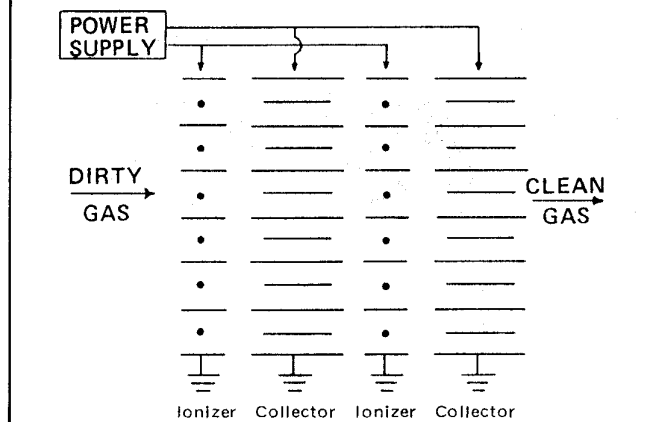 POWER
SUPPLY
DIRTY
GAS
CLEAN
GAS
Ionizer Collector Ionizer Collector